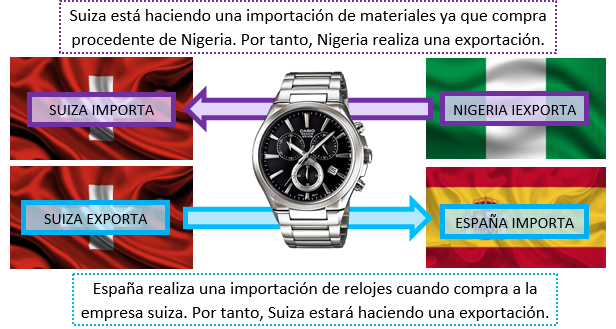 Suiza está haciendo una importación de materiales ya que compra
procedente de Nigeria. Por tanto, Nigeria realiza una exportación.
SUIZA IMPORTA
NIGERIA IEXPORTA
CASIO
SUIZA EXPORTA
ESPAÑA IMPORTA
España realiza una importación de relojes cuando compra a la
empresa suiza. Por tanto, Suiza estará haciendo una exportación.